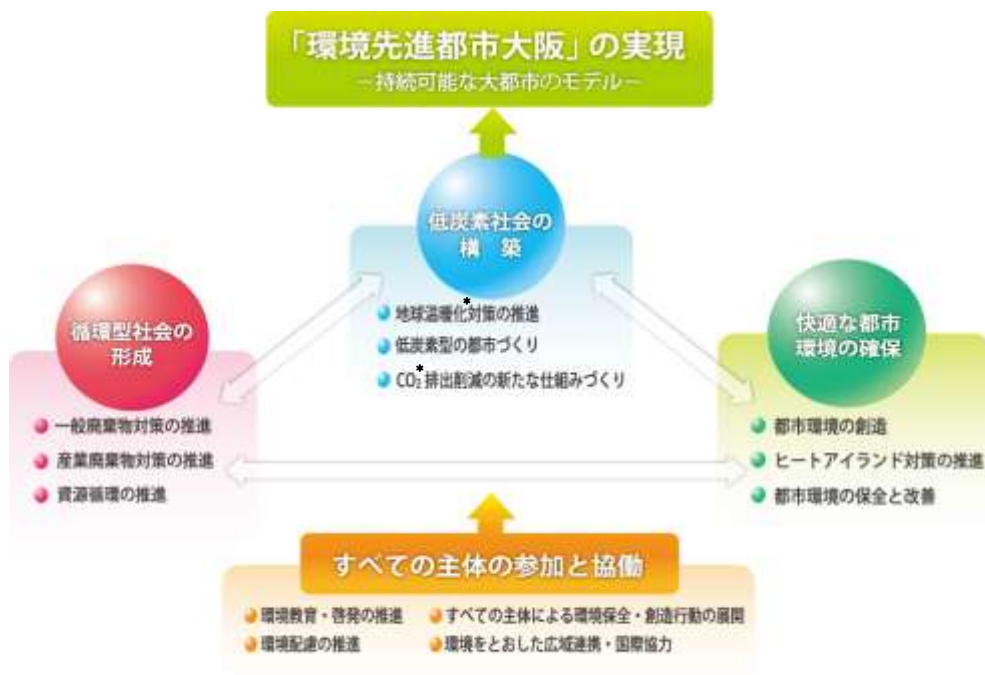 「環境先進都市大阪」の実現
－持続可能な大都市のモデル－
低炭素社会の
構 築
地球温暖化*対策の推進
低炭素型の都市づくり
CO₂*排出削減の新たな仕組みづくり
循環型社会の
形成
一般廃棄物対策の推進
産業廃棄物対策の推進
資源循環の推進
快適な都市
環境の確保
都市環境の創造
ヒートアイランド対策の推進
都市環境の保全と改善
すべての主体の参加と協働
環境教育・啓発の推進
すべての主体による環境保全・創造行動の展開
環境配慮の推進
環境をとおした広域連携・国際協力